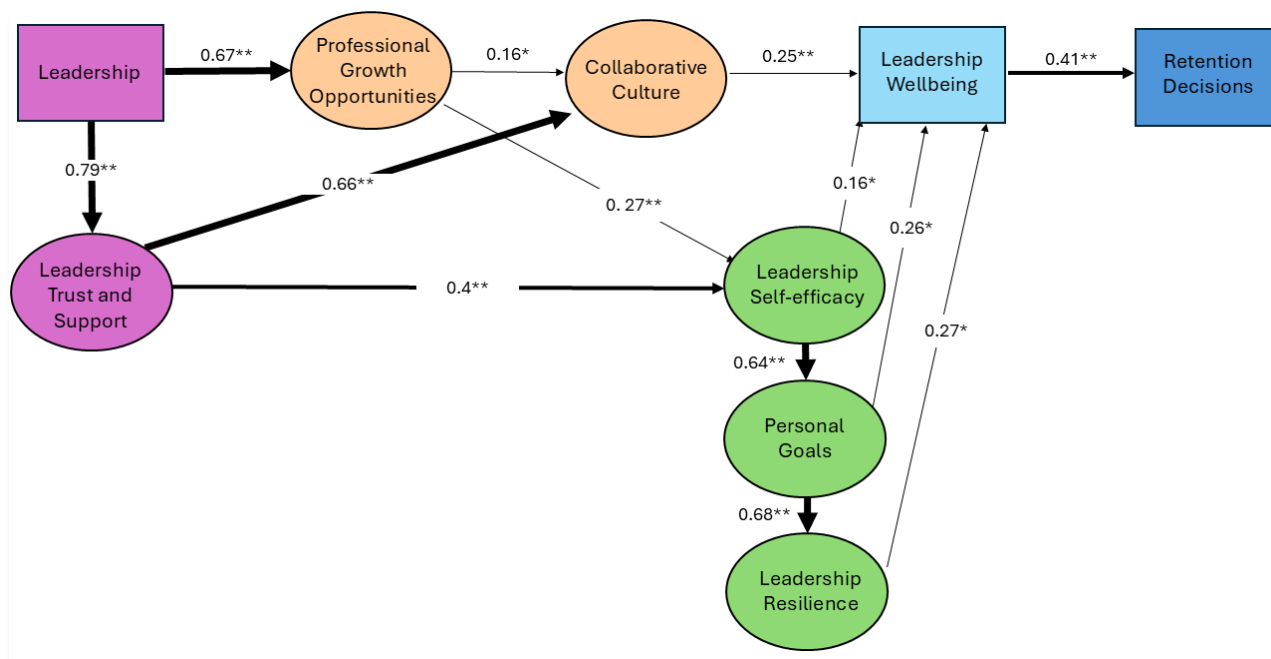 Leadership
0.67**
Professional
Growth
Opportunities
0.16*
Collaborative
Culture
0.25**
Leadership
Wellbeing
0.41**
Retention
Decisions
0.79**
0.66**
0. 27**
0.16*
0.26*
0.27*
Leadership
Trust and
Support
0.4**
Leadership
Self-efficacy
0.64**
Personal
Goals
0.68**
Leadership
Resilience